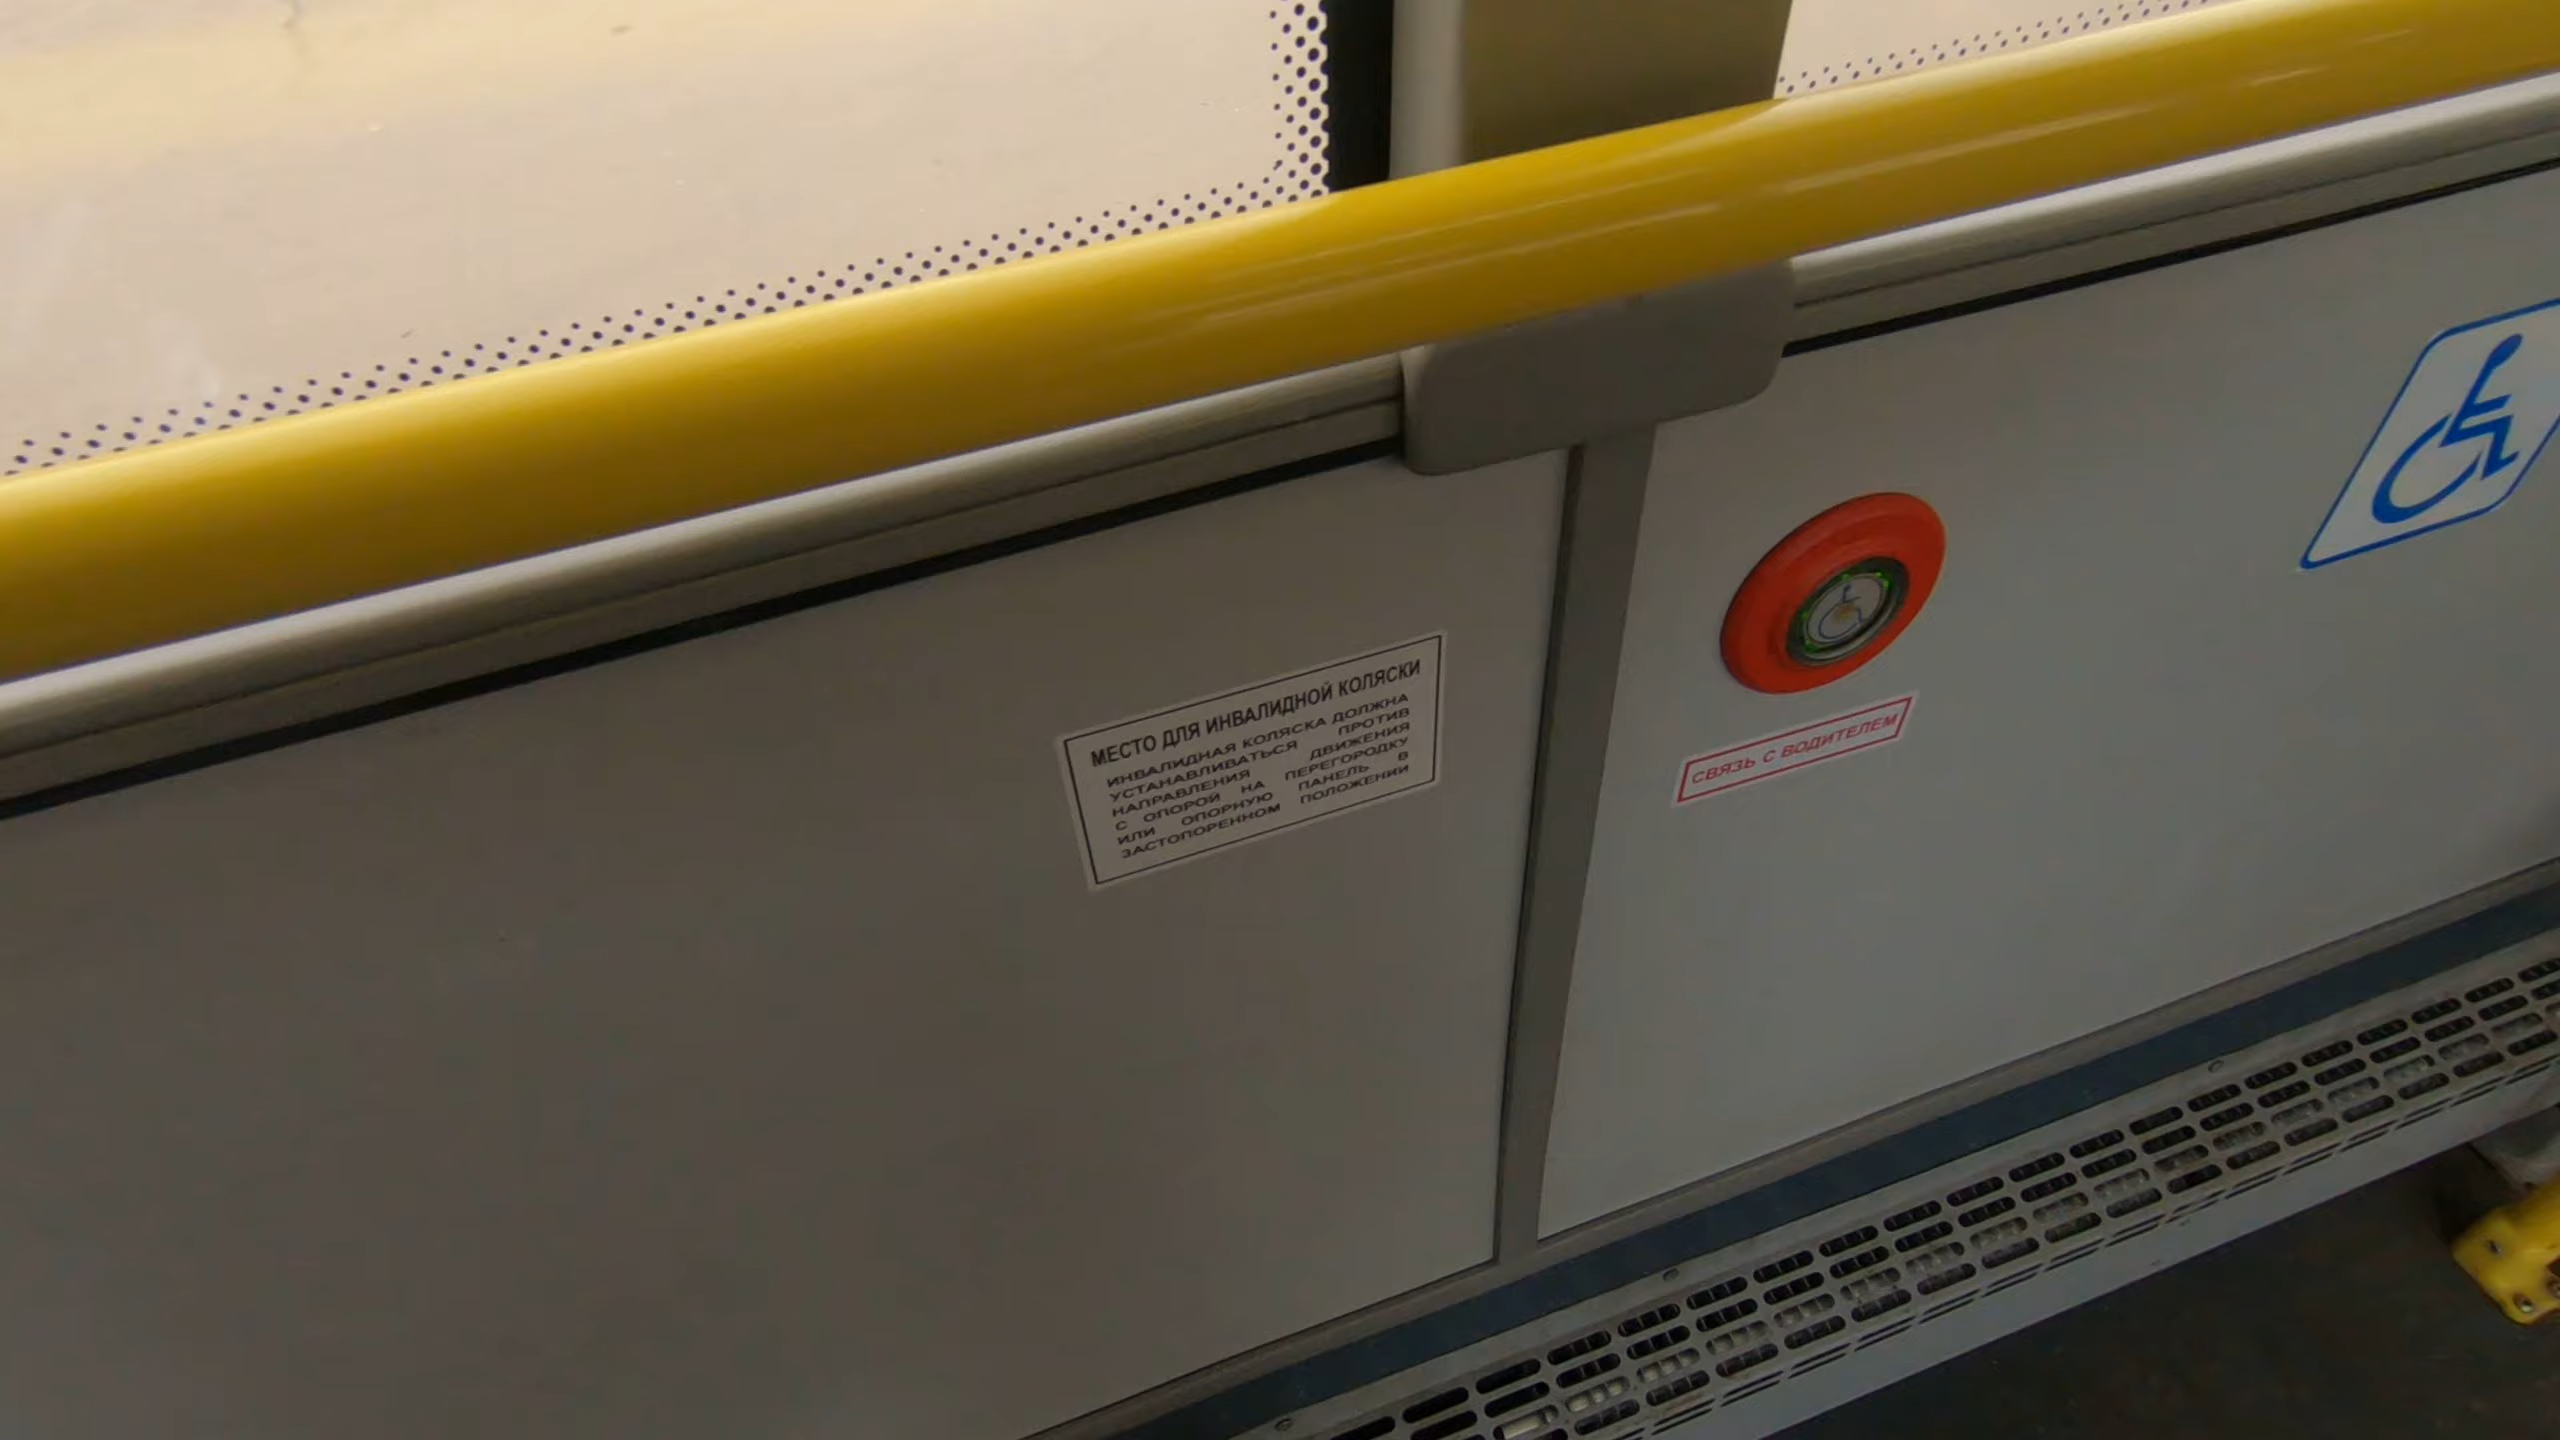 МЕСТО ДЛЯ ИНВАЛИДНОЙ КОЛЯСКИ
ИНВАЛИДНАЯ КОЛЯСКА ДОЛЖНА
УСТАНАВЛИВАТЬСЯ ПРОТИВ
НАПРАВЛЕНИЯ ДВИЖЕНИЯ
С ОПОРОЙ НА ПЕРЕГОРОДКУ
ИЛИ ОПОРНУЮ ПАНЕЛЬ В
ЗАСТОПОРЕННОМ ПОЛОЖЕНИИ
СВЯЗЬ С ВОДИТЕЛЕМ